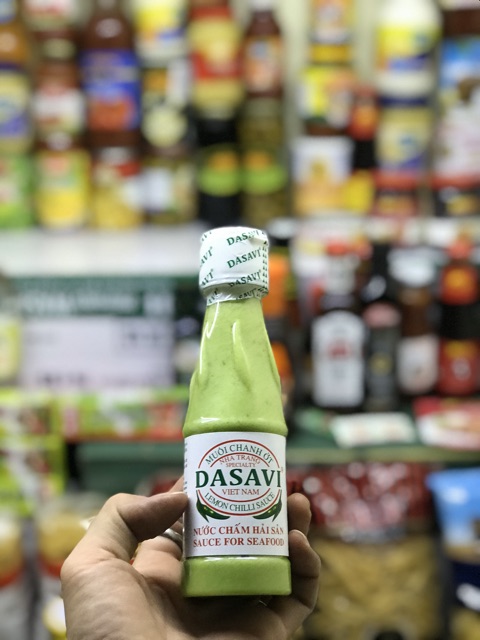 DASAVI
DASAVI
DASAVI
MUỐI CHANH ỚT
NHA TRANG
SPECIALTY
DASAVI
VIET NAM
LEMON CHILLI SAUCE
NƯỚC CHẤM HẢI SẢN
SAUCE FOR SEAFOOD